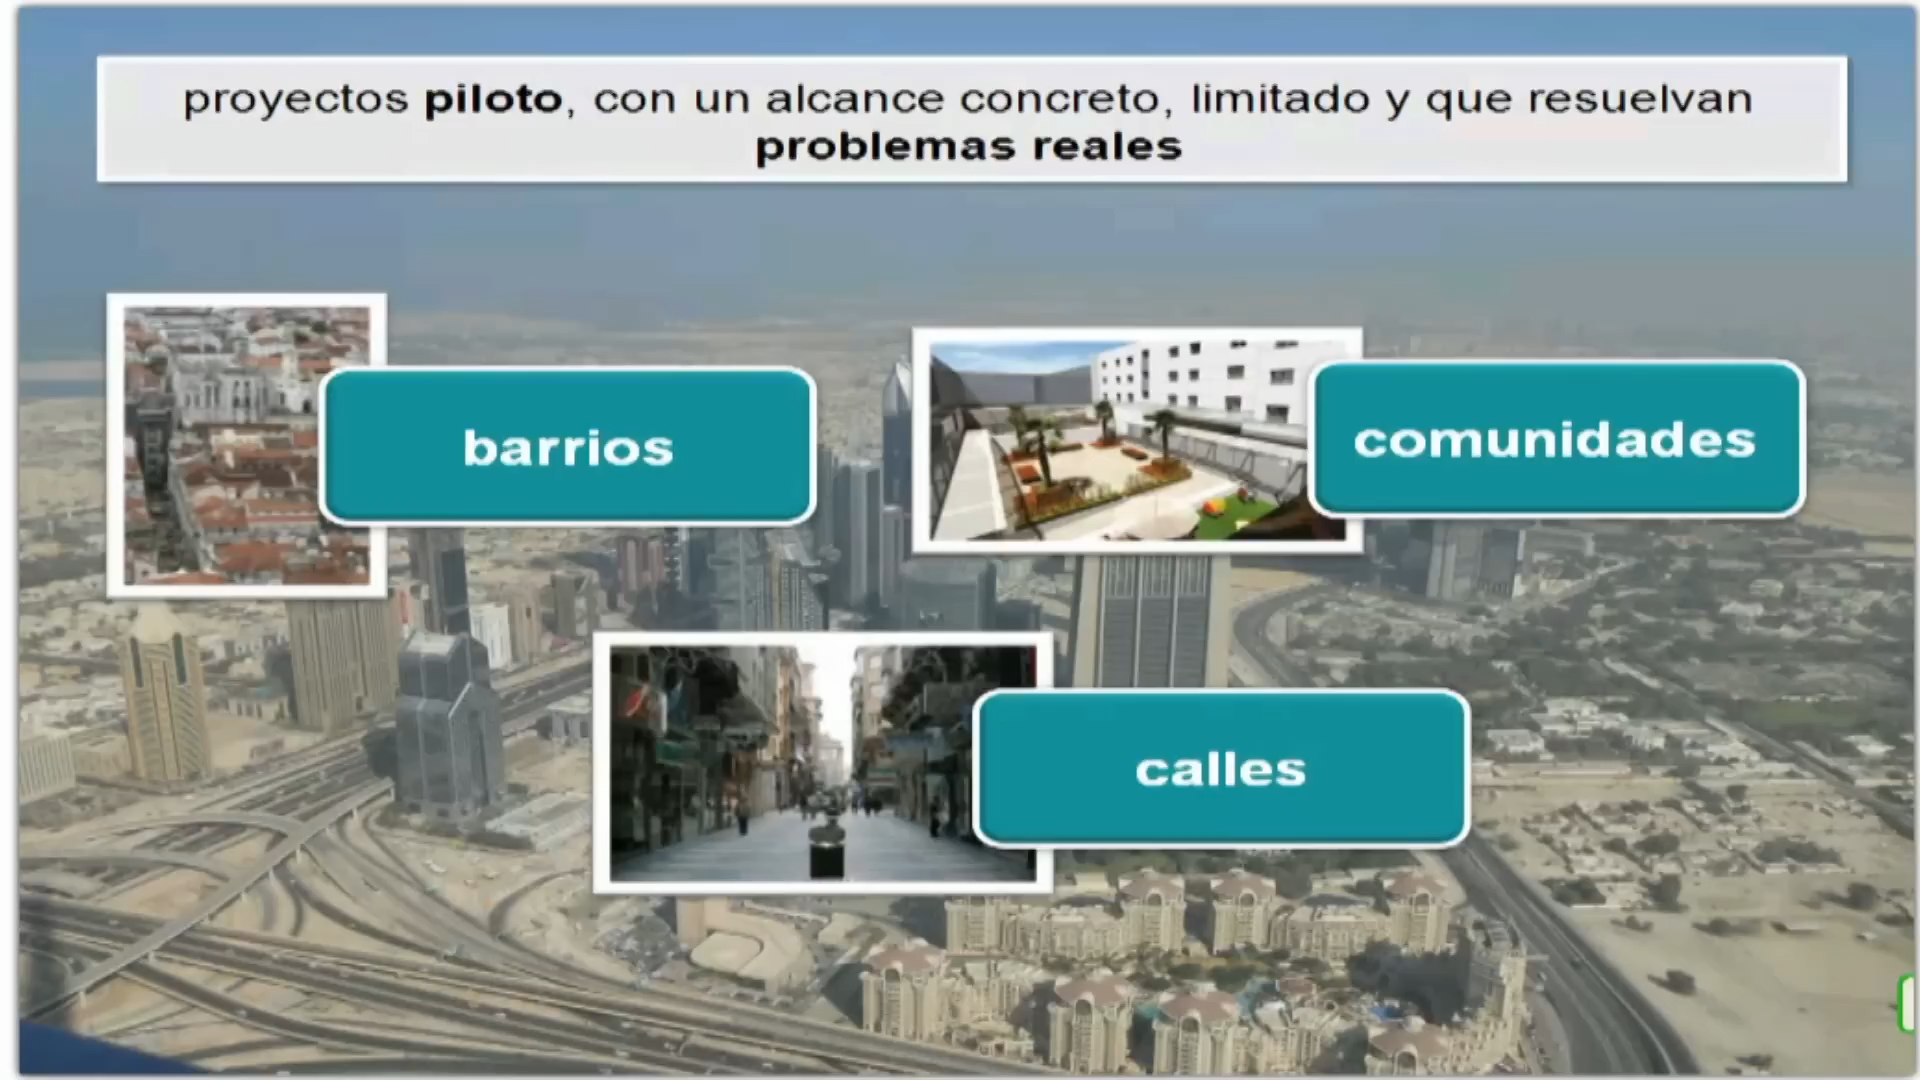 proyectos piloto, con un alcance concreto, limitado y que resuelvan
problemas reales
barrios
comunidades
calles